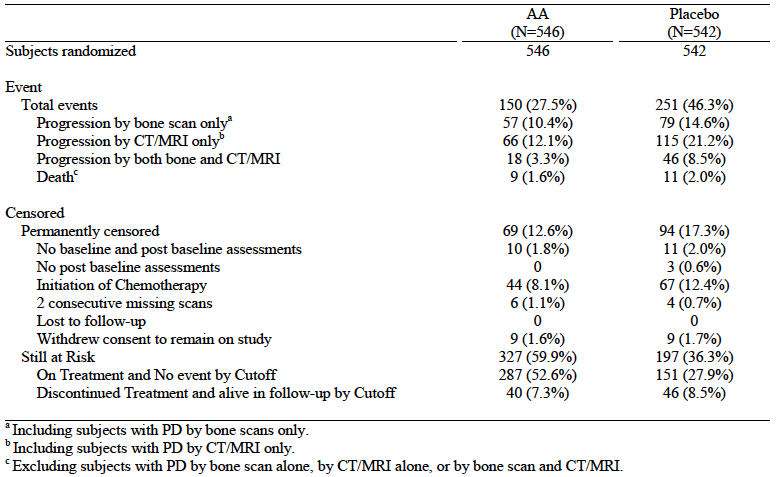 AA Placebo
(N=546) (N=542)
Subjects randomized 546 542
Event
Total events 150 (27.5%) 251 (46.3%)
Progression by bone scan onlyᵃ 57 (10.4%) 79 (14.6%)
Progression by CT/MRI onlyᵇ 66 (12.1%) 115 (21.2%)
Progression by both bone and CT/MRI 18 (3.3%) 46 (8.5%)
Deathᶜ 9 (1.6%) 11 (2.0%)
Censored
Permanently censored 69 (12.6%) 94 (17.3%)
No baseline and post baseline assessments 10 (1.8%) 11 (2.0%)
No post baseline assessments 0 3 (0.6%)
Initiation of Chemotherapy 44 (8.1%) 67 (12.4%)
2 consecutive missing scans 6 (1.1%) 4 (0.7%)
Lost to follow-up 0 0
Withdrew consent to remain on study 9 (1.6%) 9 (1.7%)
Still at Risk 327 (59.9%) 197 (36.3%)
On Treatment and No event by Cutoff 287 (52.6%) 151 (27.9%)
Discontinued Treatment and alive in follow-up by Cutoff 40 (7.3%) 46 (8.5%)
ᵃ Including subjects with PD by bone scans only.
ᵇ Including subjects with PD by CT/MRI only.
ᶜ Excluding subjects with PD by bone scan alone, by CT/MRI alone, or by bone scan and CT/MRI.